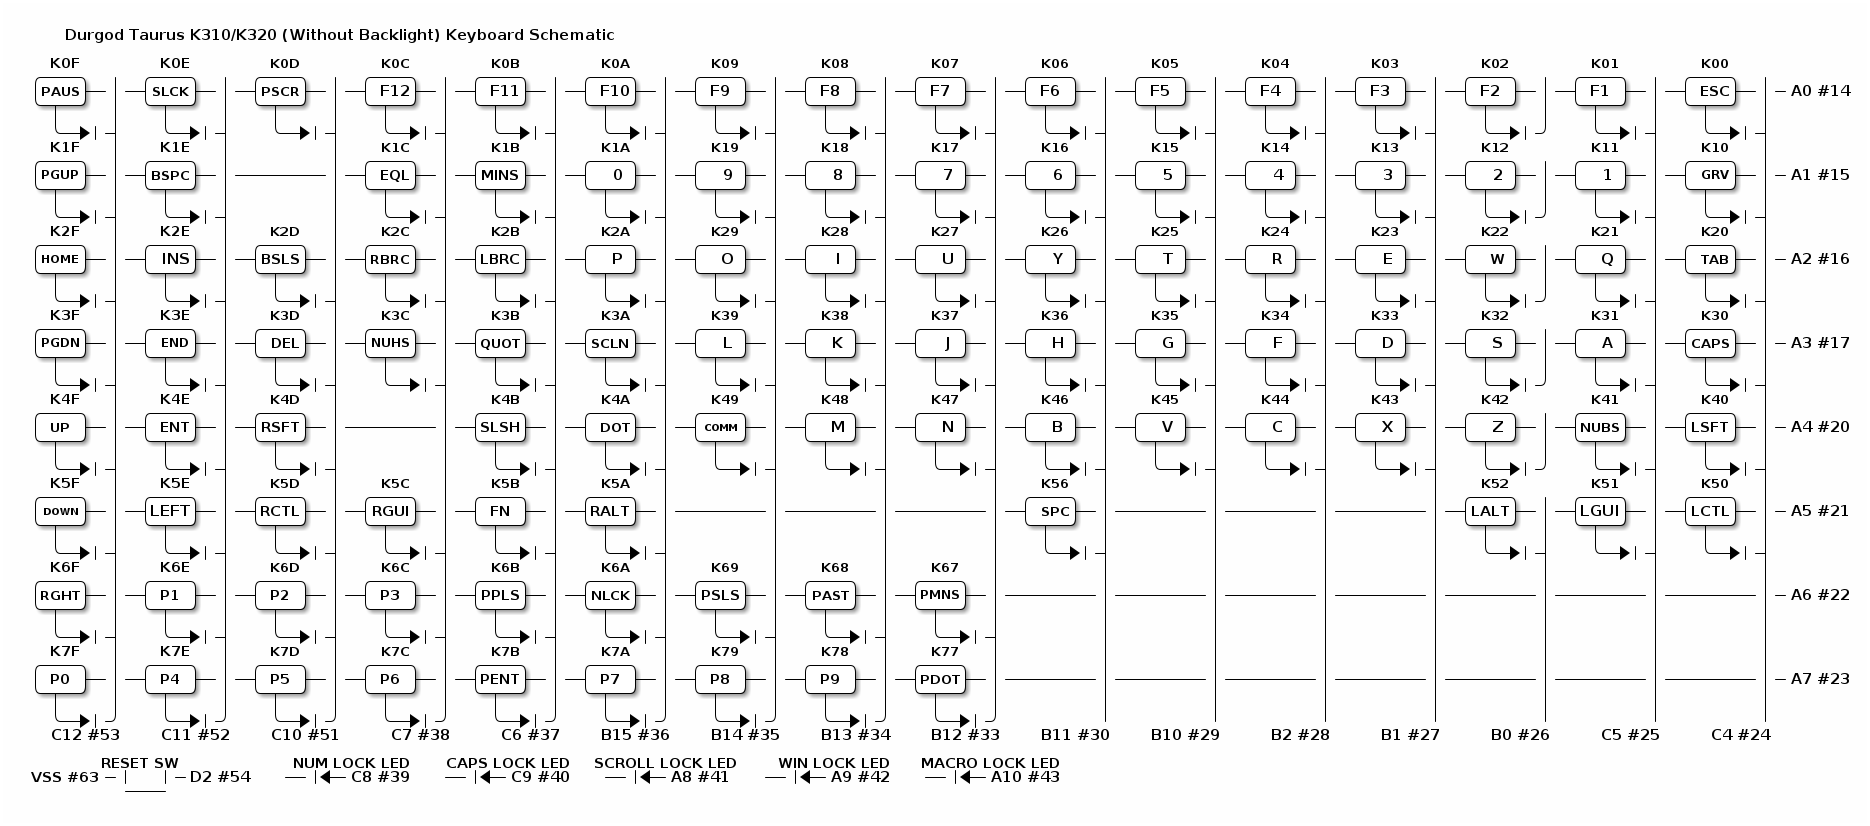 Durgod Taurus K310/K320 (Without Backlight) Keyboard Schematic
K0F K0E K0D K0C K0B K0A K09 K08 K07 K06 K05 K04 K03 K02 K01 K00
PAUS SLCK PSCR F12 F11 F10 F9 F8 F7 F6 F5 F4 F3 F2 F1 ESC A0 #14
K1F K1E K1C K1B K1A K19 K18 K17 K16 K15 K14 K13 K12 K11 K10
PGUP BSPC EQL MINS 0 9 8 7 6 5 4 3 2 1 GRV A1 #15
K2F K2E K2D K2C K2B K2A K29 K28 K27 K26 K25 K24 K23 K22 K21 K20
HOME INS BSLS RBRC LBRC P O I U Y T R E W Q TAB A2 #16
K3F K3E K3D K3C K3B K3A K39 K38 K37 K36 K35 K34 K33 K32 K31 K30
PGDN END DEL NUHS QUOT SCLN L K J H G F D S A CAPS A3 #17
K4F K4E K4D K4B K4A K49 K48 K47 K46 K45 K44 K43 K42 K41 K40
UP ENT RSFT SLSH DOT COMM M N B V C X Z NUBS LSFT A4 #20
K5F K5E K5D K5C K5B K5A K56 K52 K51 K50
DOWN LEFT RCTL RGUI FN RALT SPC LALT LGUI LCTL A5 #21
K6F K6E K6D K6C K6B K6A K69 K68 K67
RGHT P1 P2 P3 PPLS NLCK PSLS PAST PMNS A6 #22
K7F K7E K7D K7C K7B K7A K79 K78 K77
P0 P4 P5 P6 PENT P7 P8 P9 PDOT A7 #23
C12 #53 C11 #52 C10 #51 C7 #38 C6 #37 B15 #36 B14 #35 B13 #34 B12 #33 B11 #30 B10 #29 B2 #28 B1 #27 B0 #26 C5 #25 C4 #24
RESET SW NUM LOCK LED CAPS LOCK LED SCROLL LOCK LED WIN LOCK LED MACRO LOCK LED
VSS #63 D2 #54 C8 #39 C9 #40 A8 #41 A9 #42 A10 #43